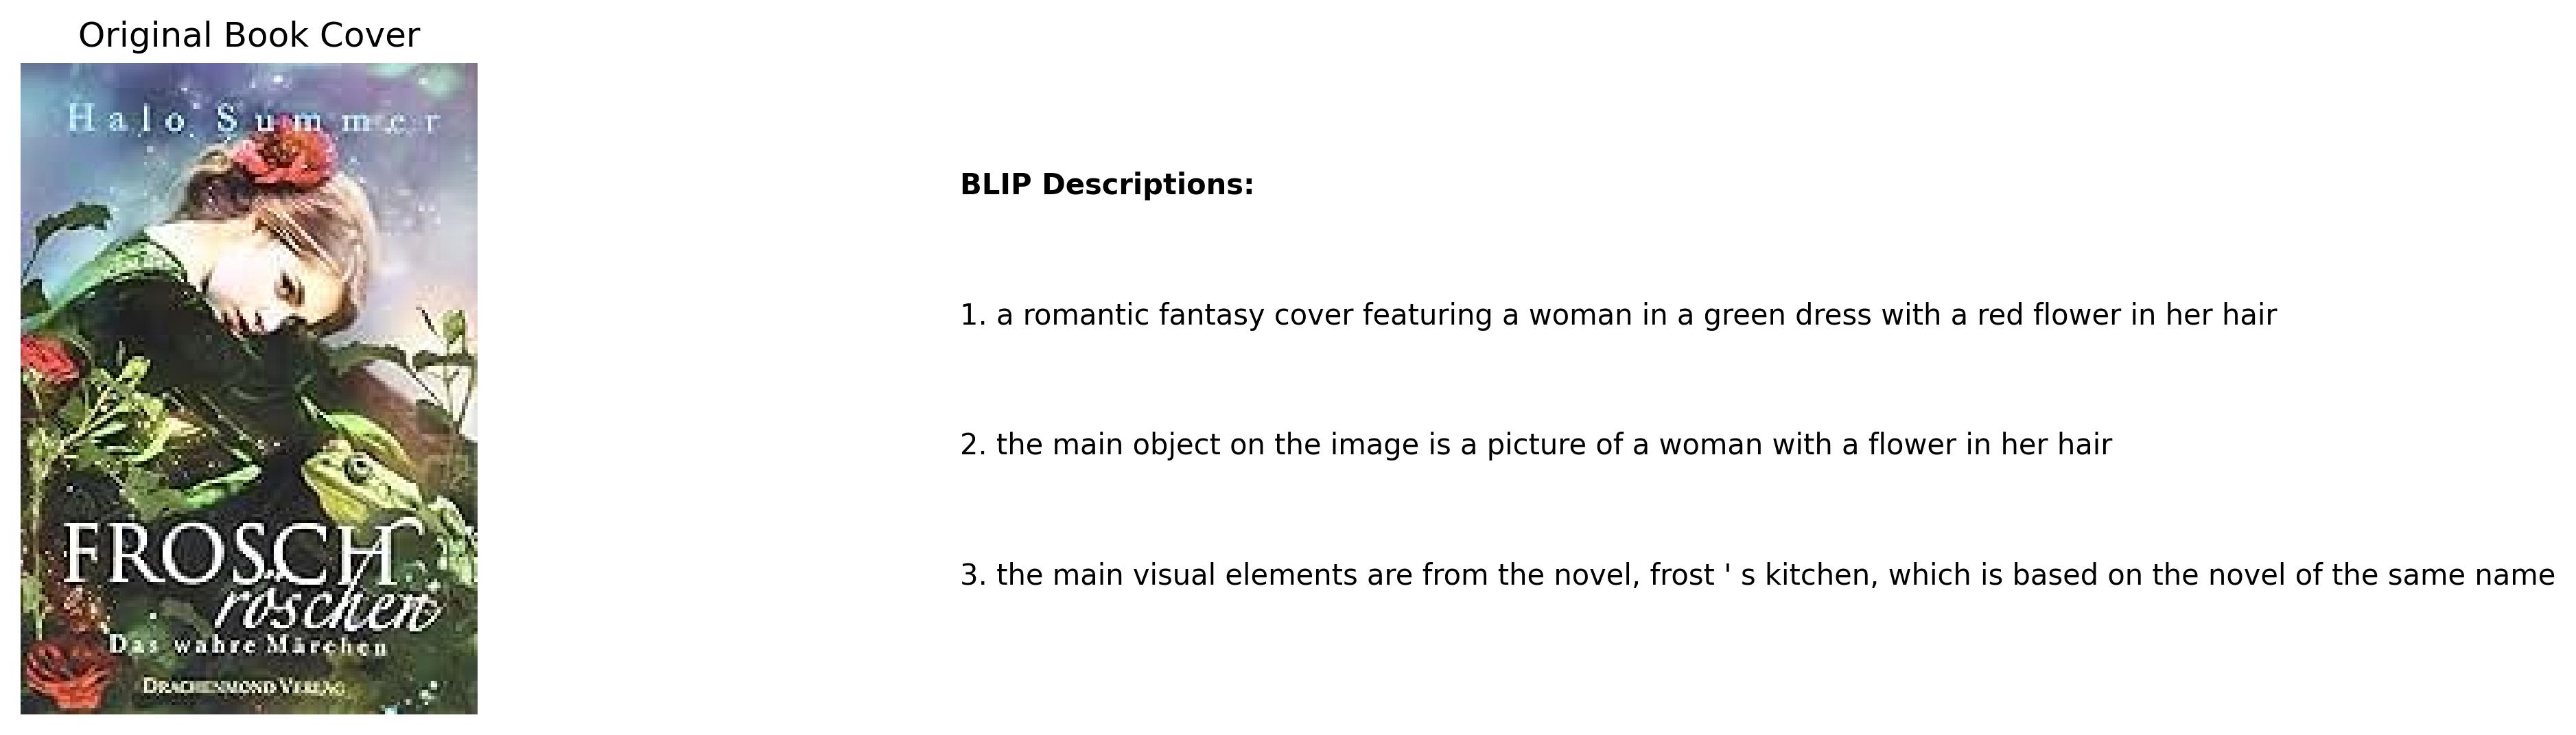 Original Book Cover
Halo Summer
FROSCH
röschen
Das wahre Märchen
DRACHENMOND VERLAG
BLIP Descriptions:
1. a romantic fantasy cover featuring a woman in a green dress with a red flower in her hair
2. the main object on the image is a picture of a woman with a flower in her hair
3. the main visual elements are from the novel, frost ' s kitchen, which is based on the novel of the same name